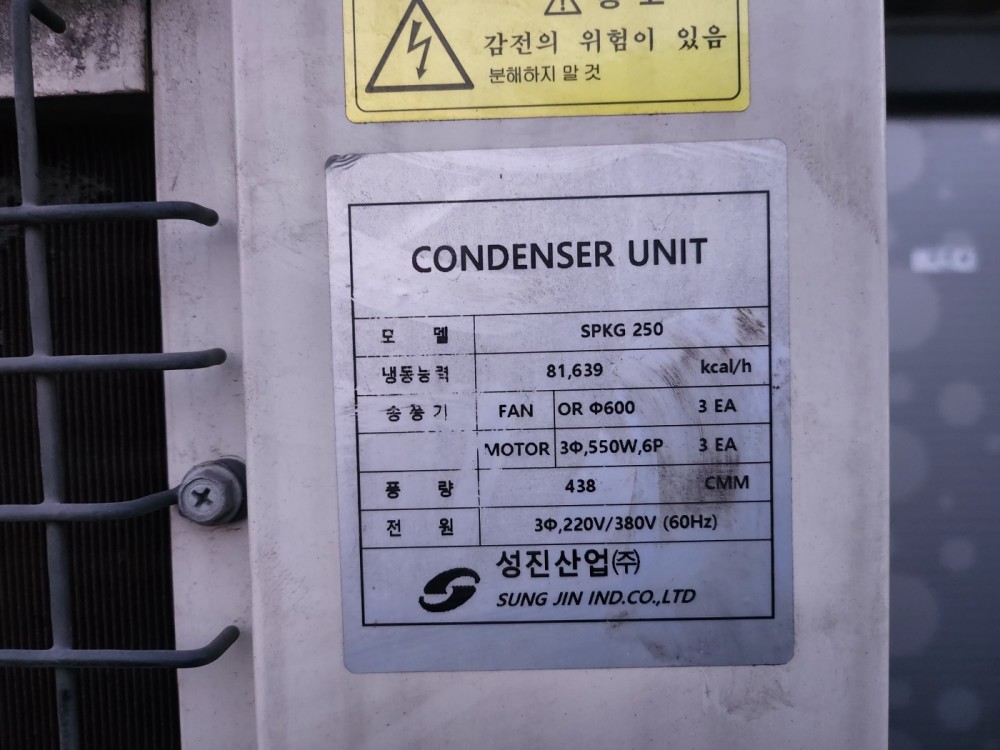 감전의 위험이 있음
분해하지 말 것
CONDENSER UNIT
모 델 SPKG 250
냉동능력 81,639 kcal/h
송풍기 FAN OR Φ600 3 EA
MOTOR 3Φ,550W,6P 3 EA
풍 량 438 CMM
전 원 3Φ,220V/380V (60Hz)
성진산업㈜
SUNG JIN IND.CO.,LTD